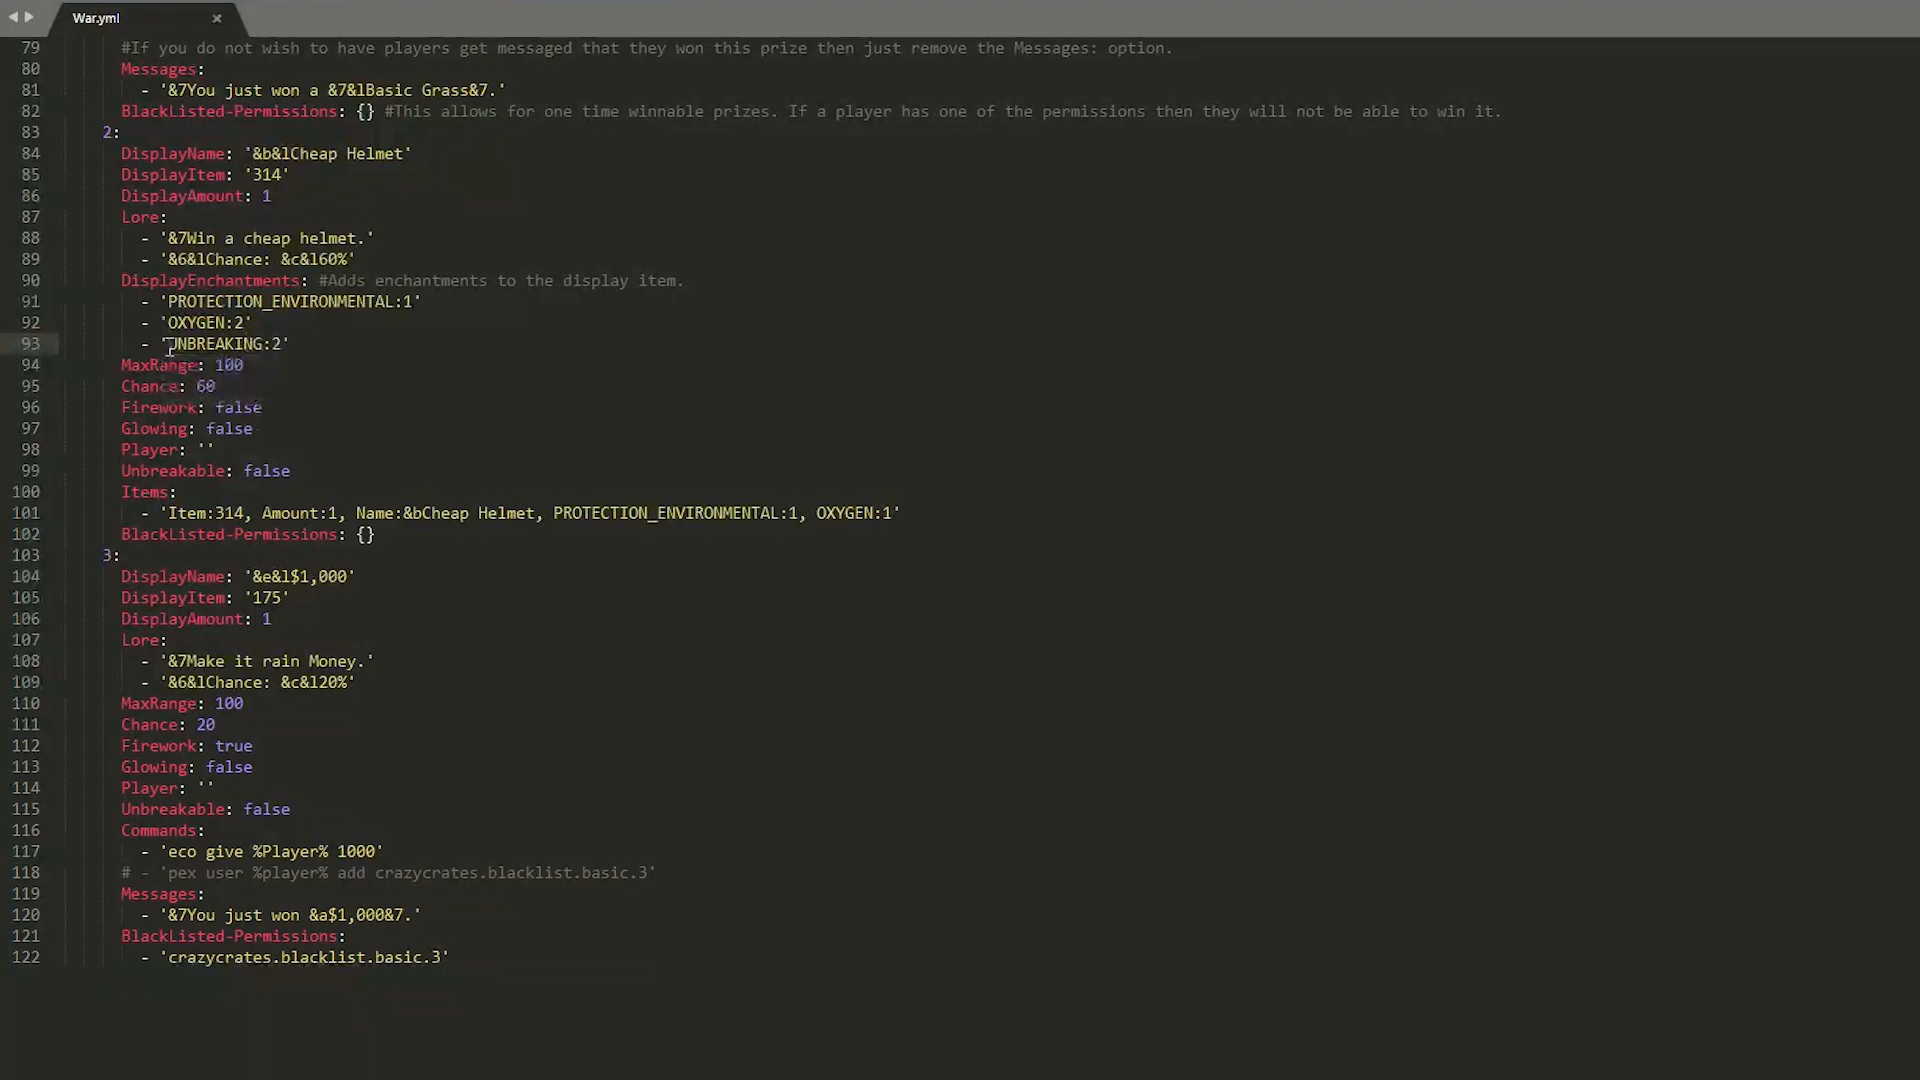 War.yml
79 #If you do not wish to have players get messaged that they won this prize then just remove the Messages: option.
80 Messages:
81 - '&7You just won a &7&lBasic Grass&7.'
82 BlackListed-Permissions: {} #This allows for one time winnable prizes. If a player has one of the permissions then they will not be able to win it.
83 2:
84 DisplayName: '&b&lCheap Helmet'
85 DisplayItem: '314'
86 DisplayAmount: 1
87 Lore:
88 - '&7Win a cheap helmet.'
89 - '&6&lChance: &c&l60%'
90 DisplayEnchantments: #Adds enchantments to the display item.
91 - 'PROTECTION_ENVIRONMENTAL:1'
92 - 'OXYGEN:2'
93 - 'UNBREAKING:2'
94 MaxRange: 100
95 Chance: 60
96 Firework: false
97 Glowing: false
98 Player: ''
99 Unbreakable: false
100 Items:
101 - 'Item:314, Amount:1, Name:&bCheap Helmet, PROTECTION_ENVIRONMENTAL:1, OXYGEN:1'
102 BlackListed-Permissions: {}
103 3:
104 DisplayName: '&e&l$1,000'
105 DisplayItem: '175'
106 DisplayAmount: 1
107 Lore:
108 - '&7Make it rain Money.'
109 - '&6&lChance: &c&l20%'
110 MaxRange: 100
111 Chance: 20
112 Firework: true
113 Glowing: false
114 Player: ''
115 Unbreakable: false
116 Commands:
117 - 'eco give %Player% 1000'
118 # - 'pex user %player% add crazycrates.blacklist.basic.3'
119 Messages:
120 - '&7You just won &a$1,000&7.'
121 BlackListed-Permissions:
122 - 'crazycrates.blacklist.basic.3'